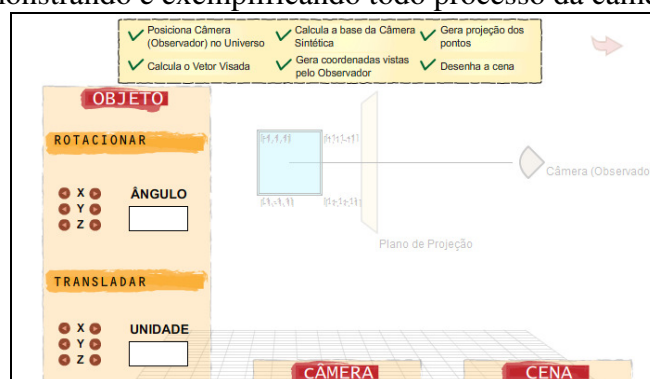 onstrando e exemplificando todo processo da câme
Posiciona Câmera
(Observador) no Universo
Calcula a base da Câmera
Sintética
Gera projeção dos
pontos
Calcula o Vetor Visada
Gera coordenadas vistas
pelo Observador
Desenha a cena
OBJETO
ROTACIONAR
X
ÂNGULO
Y
Z
Câmera (Observado
Plano de Projeção
TRANSLADAR
X
UNIDADE
Y
Z
CÂMERA
CENA